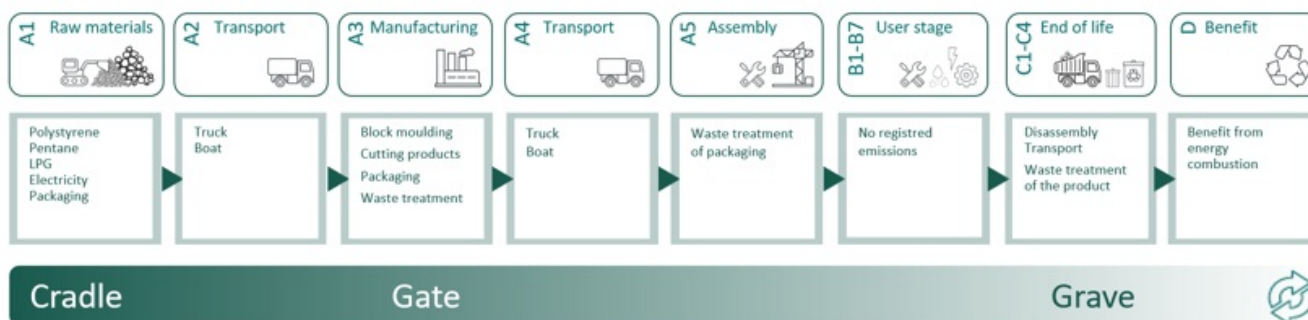 A1 Raw materials
A2 Transport
A3 Manufacturing
A4 Transport
A5 Assembly
B1-B7 User stage
C1-C4 End of life
D Benefit
Polystyrene
Pentane
LPG
Electricity
Packaging
Truck
Boat
Block moulding
Cutting products
Packaging
Waste treatment
Truck
Boat
Waste treatment
of packaging
No registred
emissions
Disassembly
Transport
Waste treatment
of the product
Benefit from
energy
combustion
Cradle
Gate
Grave